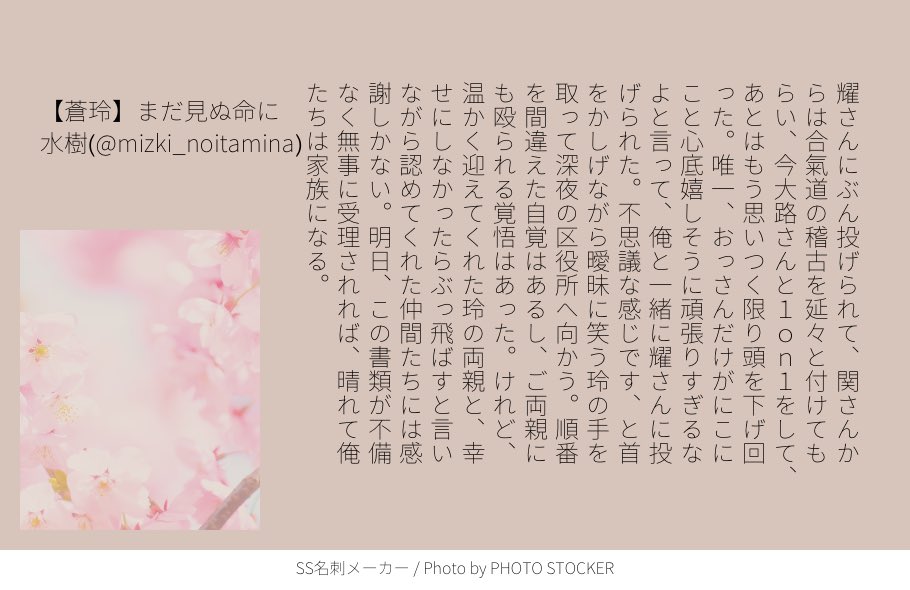 【蒼玲】まだ見ぬ命に
水樹(@mizki_noitamina)
耀さんにぶん投げられて、関さんか
らは合氣道の稽古を延々と付けても
らい、今大路さんと1on1をして、
あとはもう思いつく限り頭を下げ回
った。唯一、おっさんだけがにこに
こと心底嬉しそうに頑張りすぎるな
よと言って、俺と一緒に耀さんに投
げられた。不思議な感じです、と首
をかしげながら曖昧に笑う玲の手を
取って深夜の区役所へ向かう。順番
を間違えた自覚はあるし、ご両親に
も殴られる覚悟はあった。けれど、
温かく迎えてくれた玲の両親と、幸
せにしなかったらぶっ飛ばすと言い
ながら認めてくれた仲間たちには感
謝しかない。明日、この書類が不備
なく無事に受理されれば、晴れて俺
たちは家族になる。
SS名刺メーカー / Photo by PHOTO STOCKER